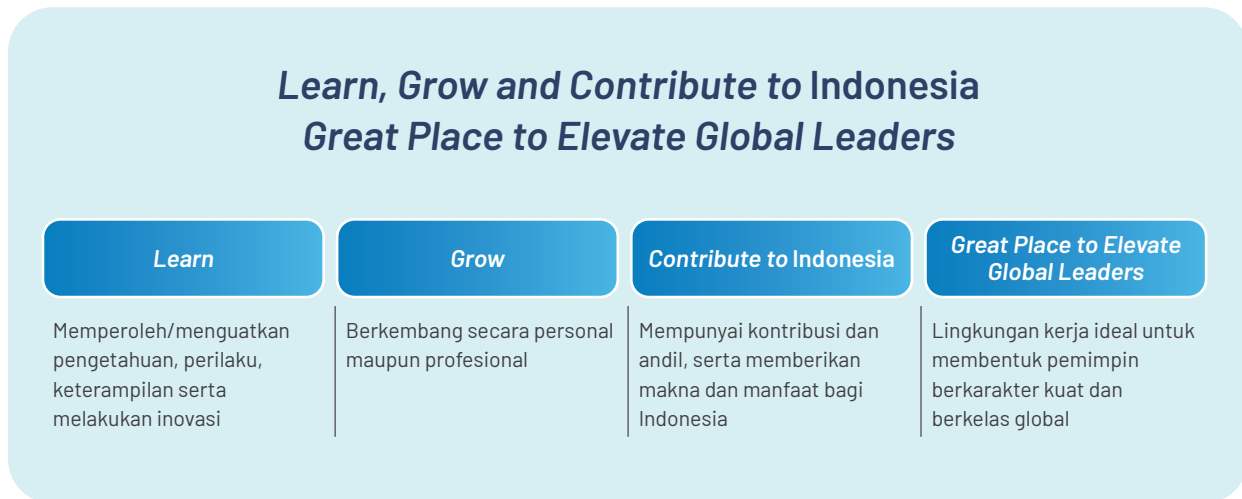 Learn, Grow and Contribute to Indonesia
Great Place to Elevate Global Leaders
Learn
Memperoleh/menguatkan
pengetahuan, perilaku,
keterampilan serta
melakukan inovasi
Grow
Berkembang secara personal
maupun profesional
Contribute to Indonesia
Mempunyai kontribusi dan
andil, serta memberikan
makna dan manfaat bagi
Indonesia
Great Place to Elevate
Global Leaders
Lingkungan kerja ideal untuk
membentuk pemimpin
berkarakter kuat dan
berkelas global